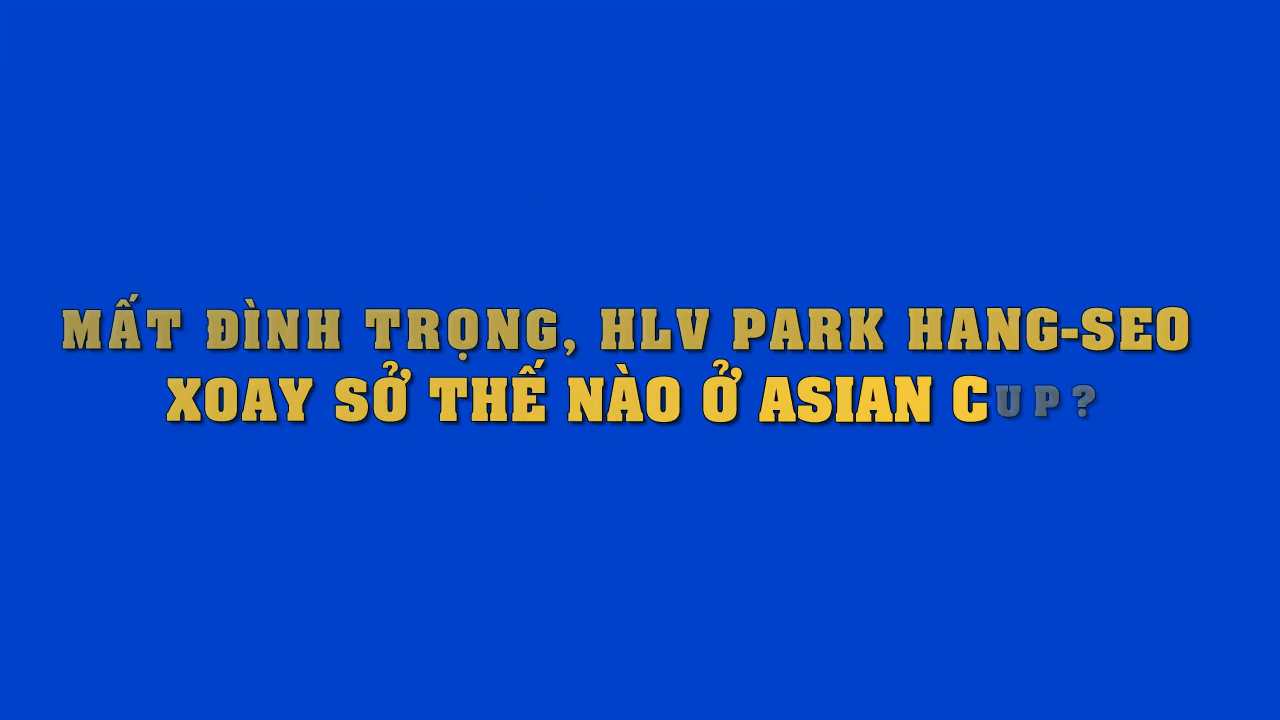 MẤT ĐÌNH TRỌNG, HLV PARK HANG-SEO
XOAY SỞ THẾ NÀO Ở ASIAN CUP?